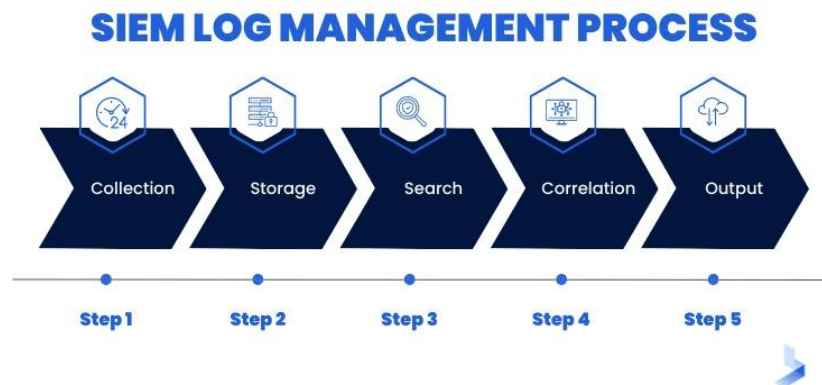 SIEM LOG MANAGEMENT PROCESS
24
Collection Storage Search Correlation Output
Step 1 Step 2 Step 3 Step 4 Step 5